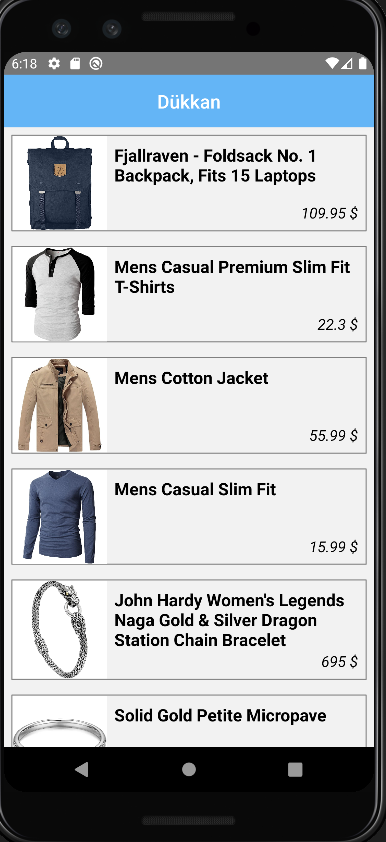 6:18
Dükkan
Fjallraven - Foldsack No. 1
Backpack, Fits 15 Laptops
109.95 $
Mens Casual Premium Slim Fit
T-Shirts
22.3 $
Mens Cotton Jacket
55.99 $
Mens Casual Slim Fit
15.99 $
John Hardy Women's Legends
Naga Gold & Silver Dragon
Station Chain Bracelet
695 $
Solid Gold Petite Micropave